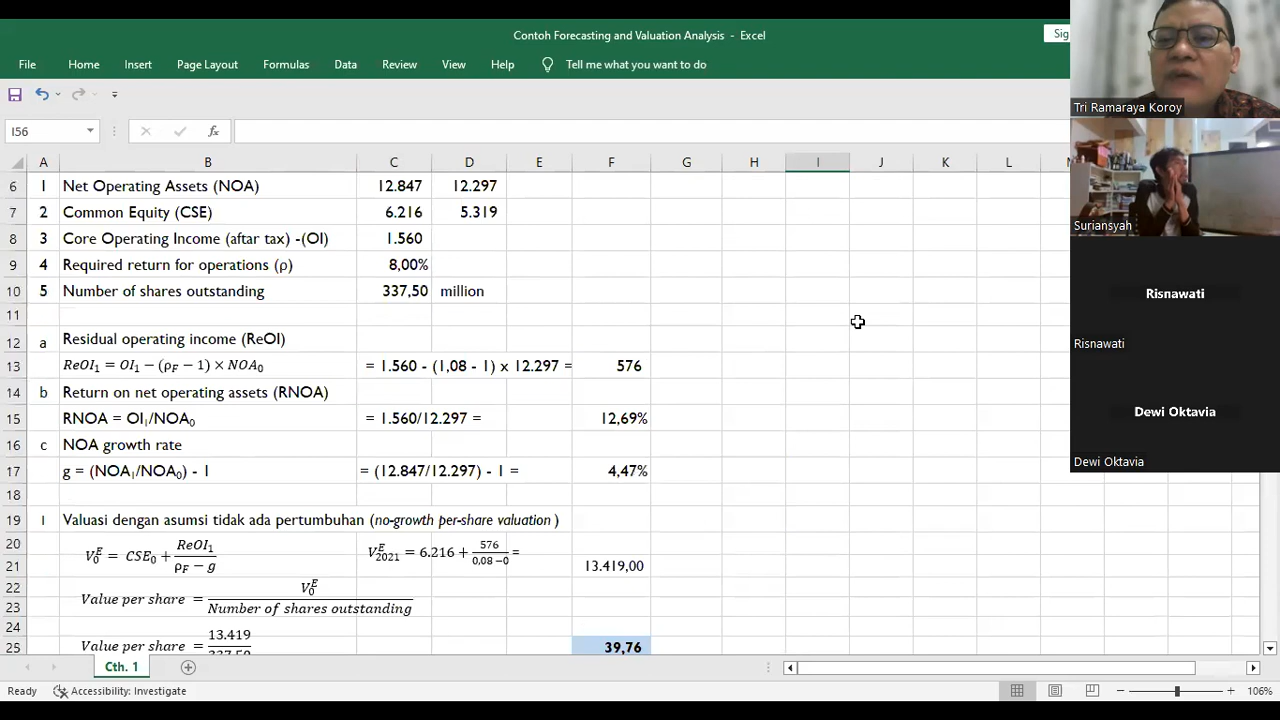 Contoh Forecasting and Valuation Analysis - Excel
Sig
File Home Insert Page Layout Formulas Data Review View Help Tell me what you want to do
I56
fx
A B C D E F G H I J K L
6 1 Net Operating Assets (NOA) 12.847 12.297
7 2 Common Equity (CSE) 6.216 5.319
8 3 Core Operating Income (aftar tax) -(OI) 1.560
9 4 Required return for operations (ρ) 8,00%
10 5 Number of shares outstanding 337,50 million
11
12 a Residual operating income (ReOI)
13 ReOI₁ = OI₁ − (ρF − 1) × NOA₀ = 1.560 - (1,08 - 1) x 12.297 = 576
14 b Return on net operating assets (RNOA)
15 RNOA = OI₁/NOA₀ = 1.560/12.297 = 12,69%
16 c NOA growth rate
17 g = (NOA₁/NOA₀) - 1 = (12.847/12.297) - 1 = 4,47%
18
19 I Valuasi dengan asumsi tidak ada pertumbuhan (no-growth per-share valuation)
20
21 V₀ᴱ = CSE₀ + ReOI₁ / ρF − g V₂₀₂₁ᴱ = 6.216 + 576 / 0,08 −0 = 13.419,00
22
23 Value per share = V₀ᴱ / Number of shares outstanding
24
25 Value per share = 13.419 / 337,50 39,76
Cth. 1
Ready Accessibility: Investigate 106%
Tri Ramaraya Koroy
Suriansyah
Risnawati
Risnawati
Dewi Oktavia
Dewi Oktavia